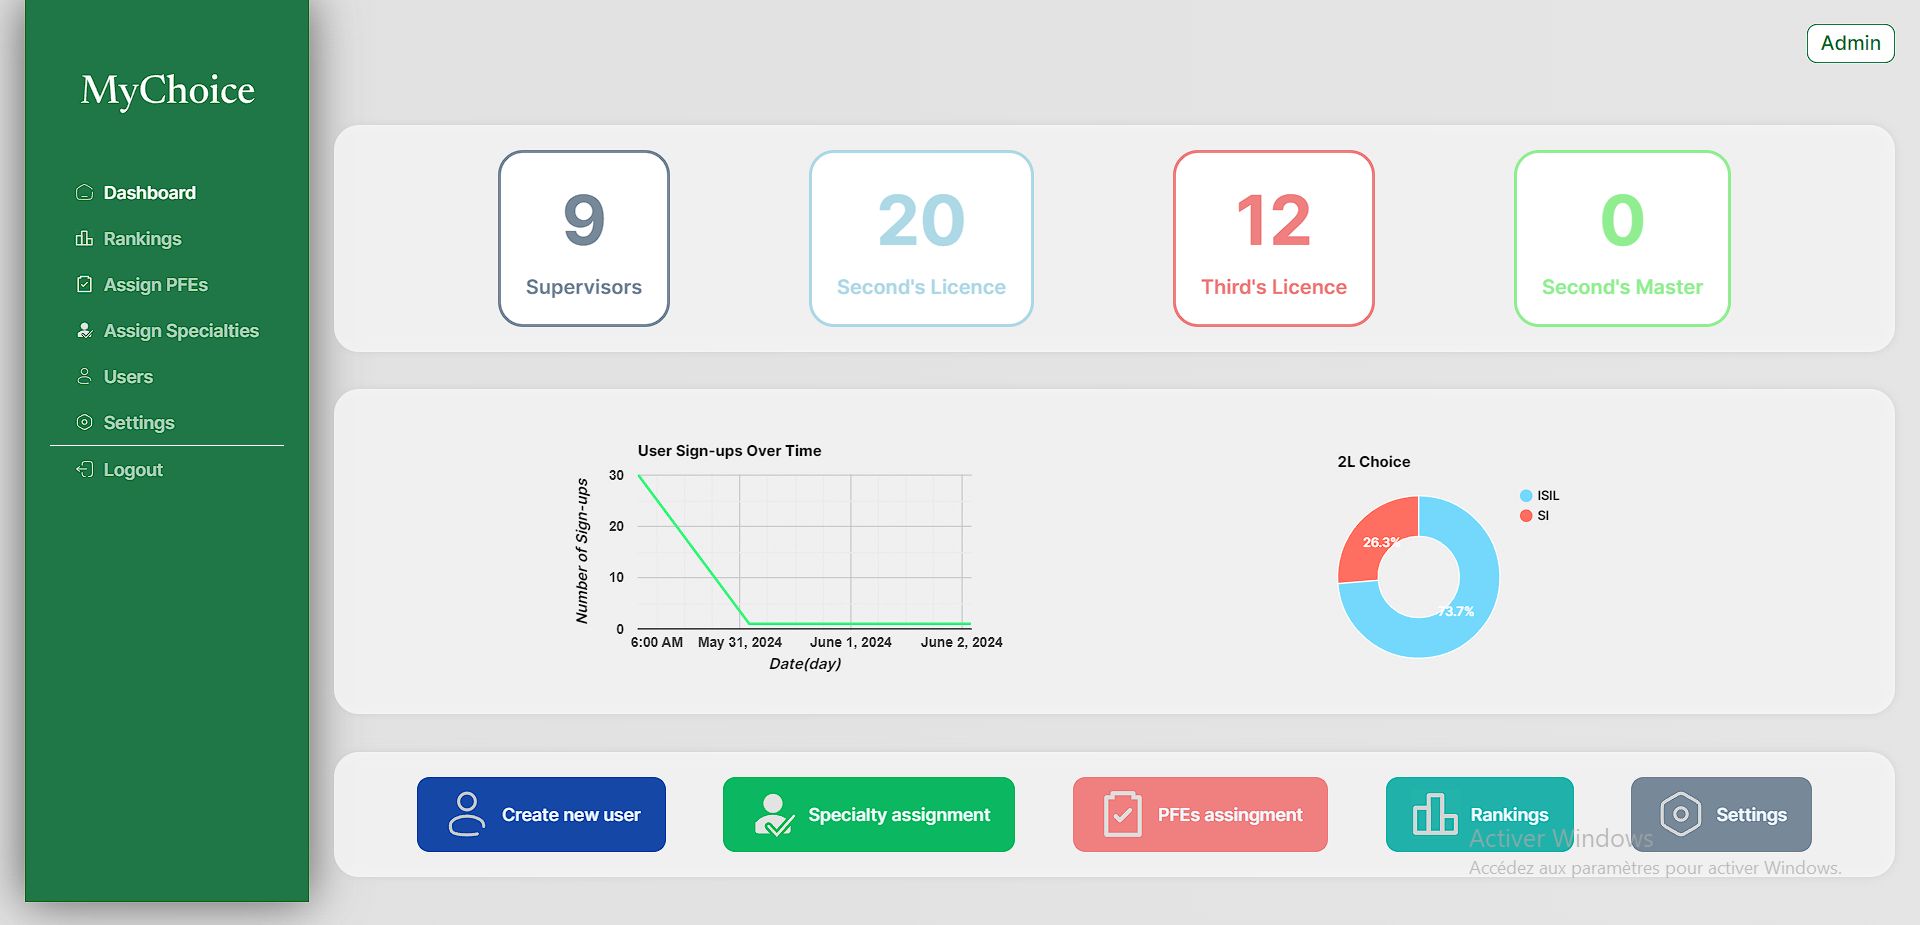 MyChoice
Admin
Dashboard
Rankings
Assign PFEs
Assign Specialties
Users
Settings
Logout
9
Supervisors
20
Second's Licence
12
Third's Licence
0
Second's Master
User Sign-ups Over Time
Number of Sign-ups
30
20
10
0
6:00 AM May 31, 2024 June 1, 2024 June 2, 2024
Date(day)
2L Choice
ISIL
SI
26.3%
73.7%
Create new user
Specialty assignment
PFEs assingment
Rankings
Settings
Activer Windows
Accédez aux paramètres pour activer Windows.